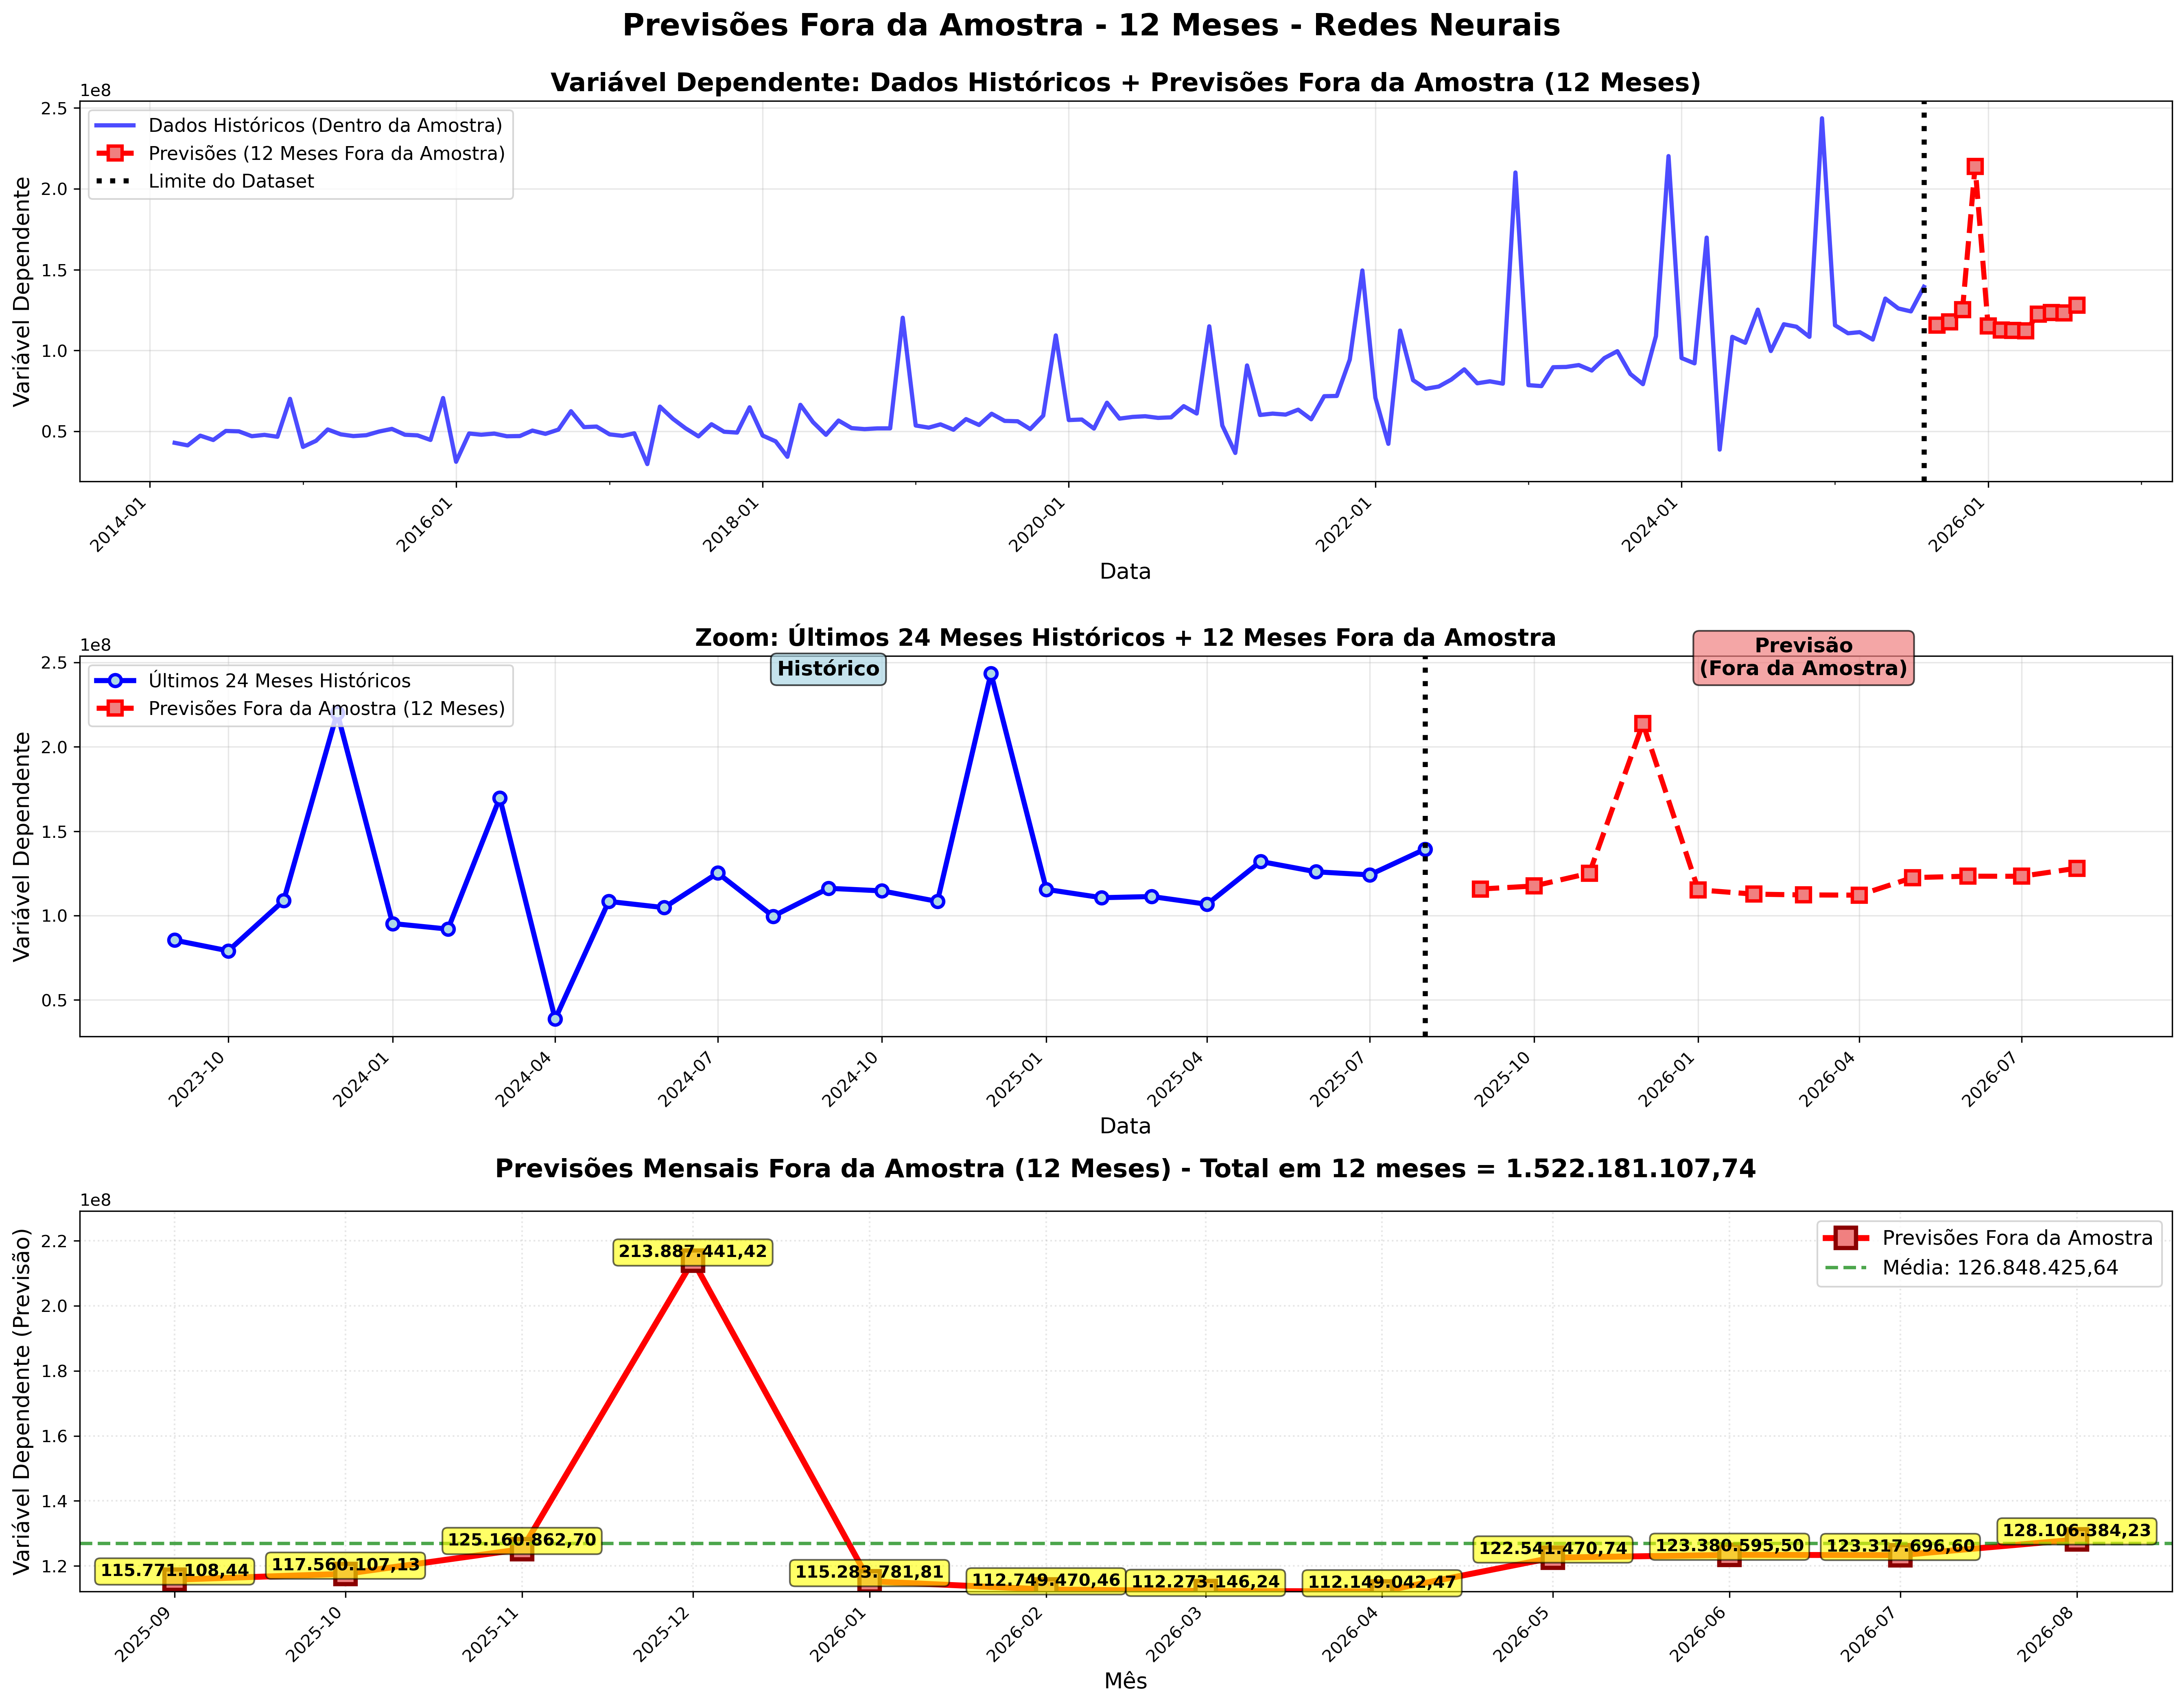 Previsões Fora da Amostra - 12 Meses - Redes Neurais
Variável Dependente: Dados Históricos + Previsões Fora da Amostra (12 Meses)
1e8
Dados Históricos (Dentro da Amostra)
Previsões (12 Meses Fora da Amostra)
Limite do Dataset
Variável Dependente
2.5
2.0
1.5
1.0
0.5
2014-01
2016-01
2018-01
2020-01
2022-01
2024-01
2026-01
Data
Zoom: Últimos 24 Meses Históricos + 12 Meses Fora da Amostra
1e8
Últimos 24 Meses Históricos
Previsões Fora da Amostra (12 Meses)
Histórico
Previsão
(Fora da Amostra)
Variável Dependente
2.5
2.0
1.5
1.0
0.5
2023-10
2024-01
2024-04
2024-07
2024-10
2025-01
2025-04
2025-07
2025-10
2026-01
2026-04
2026-07
Data
Previsões Mensais Fora da Amostra (12 Meses) - Total em 12 meses = 1.522.181.107,74
1e8
Previsões Fora da Amostra
Média: 126.848.425,64
Variável Dependente (Previsão)
2.2
2.0
1.8
1.6
1.4
1.2
115.771.108,44
117.560.107,13
125.160.862,70
213.887.441,42
115.283.781,81
112.749.470,46
112.273.146,24
112.149.042,47
122.541.470,74
123.380.595,50
123.317.696,60
128.106.384,23
2025-09
2025-10
2025-11
2025-12
2026-01
2026-02
2026-03
2026-04
2026-05
2026-06
2026-07
2026-08
Mês